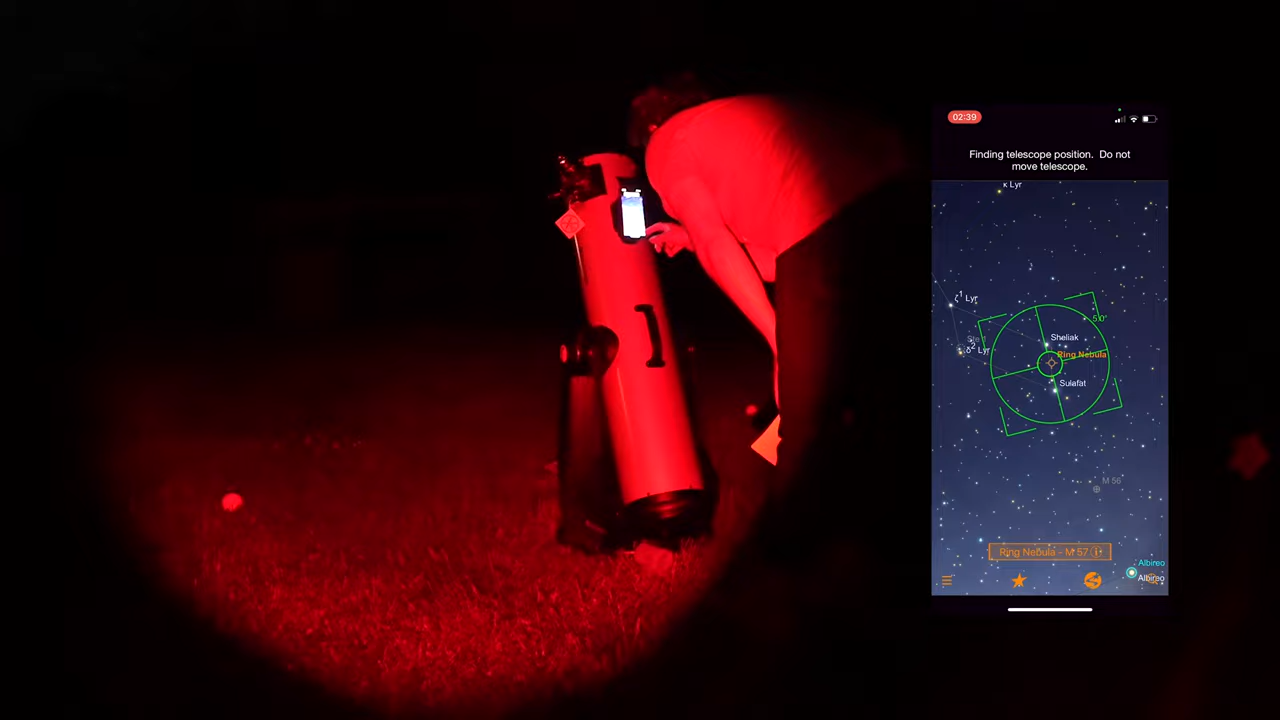 02:39
Finding telescope position.  Do not
move telescope.
κ Lyr
ζ¹ Lyr
5.0°
Sheliak
δ² Lyr
Ring Nebula
Sulafat
M 56
Ring Nebula - M 57
Albireo
Albireo